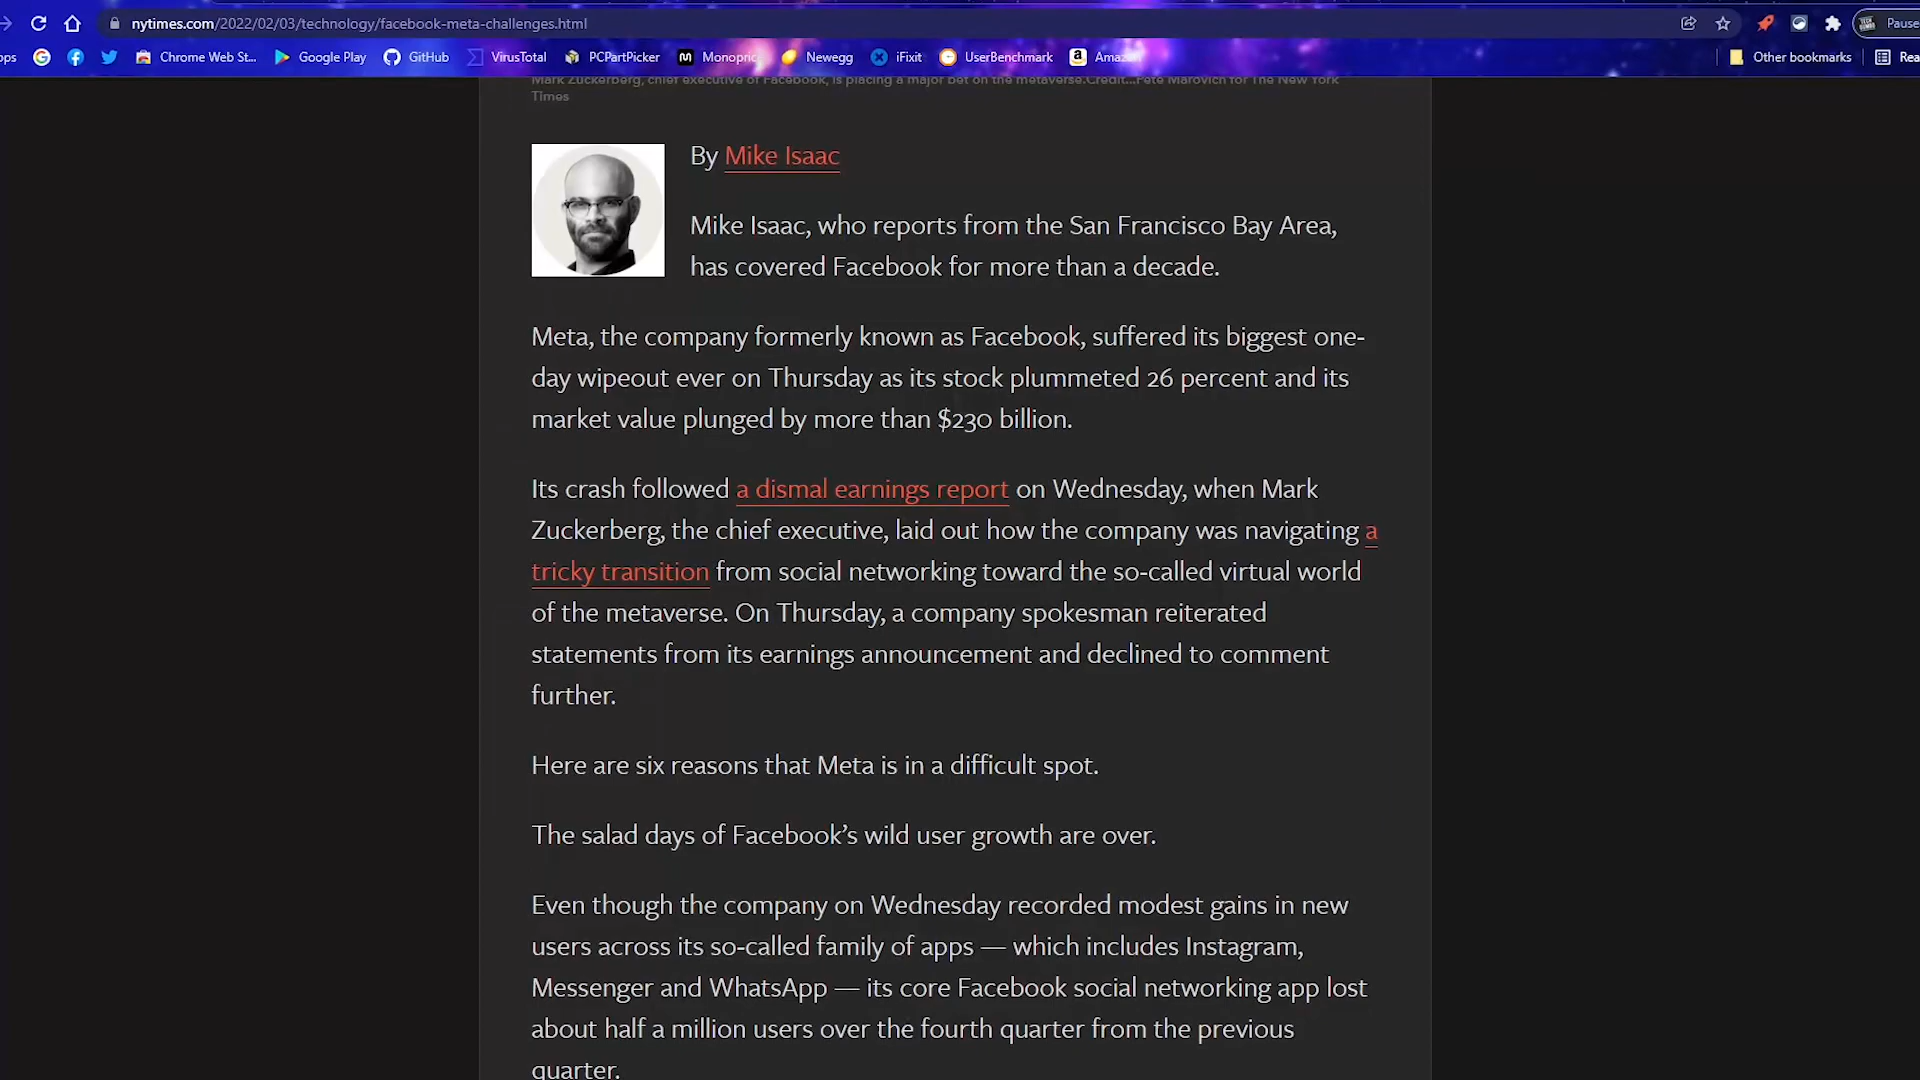 nytimes.com/2022/02/03/technology/facebook-meta-challenges.html
Pause
ops Chrome Web St... Google Play GitHub VirusTotal PCPartPicker Monopric Newegg iFixit UserBenchmark Amaz Other bookmarks Rea
Mark Zuckerberg, chief executive of Facebook, is placing a major bet on the metaverse.Credit...Pete Marovich for The New York
Times
By Mike Isaac
Mike Isaac, who reports from the San Francisco Bay Area,
has covered Facebook for more than a decade.
Meta, the company formerly known as Facebook, suffered its biggest one-
day wipeout ever on Thursday as its stock plummeted 26 percent and its
market value plunged by more than $230 billion.
Its crash followed a dismal earnings report on Wednesday, when Mark
Zuckerberg, the chief executive, laid out how the company was navigating a
tricky transition from social networking toward the so-called virtual world
of the metaverse. On Thursday, a company spokesman reiterated
statements from its earnings announcement and declined to comment
further.
Here are six reasons that Meta is in a difficult spot.
The salad days of Facebook’s wild user growth are over.
Even though the company on Wednesday recorded modest gains in new
users across its so-called family of apps — which includes Instagram,
Messenger and WhatsApp — its core Facebook social networking app lost
about half a million users over the fourth quarter from the previous
quarter.